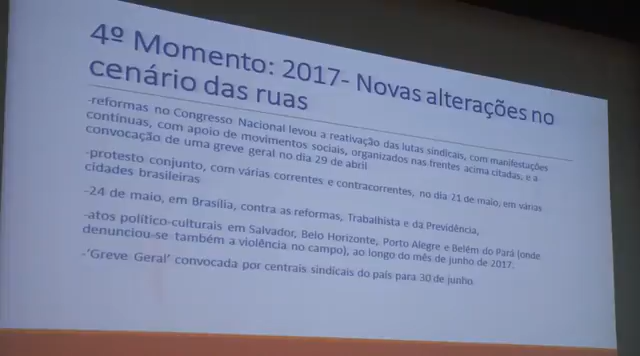 4º Momento: 2017- Novas alterações no
cenário das ruas
-reformas no Congresso Nacional levou a reativação das lutas sindicais, com manifestações
contínuas, com apoio de movimentos sociais, organizados nas frentes acima citadas, e a
convocação de uma greve geral no dia 29 de abril
-protesto conjunto, com várias correntes e contracorrentes, no dia 21 de maio, em várias
cidades brasileiras
-24 de maio, em Brasília, contra as reformas, Trabalhista e da Previdência,
-atos político-culturais em Salvador, Belo Horizonte, Porto Alegre e Belém do Pará (onde
denunciou-se também a violência no campo), ao longo do mês de junho de 2017.
-'Greve Geral' convocada por centrais sindicais do país para 30 de junho